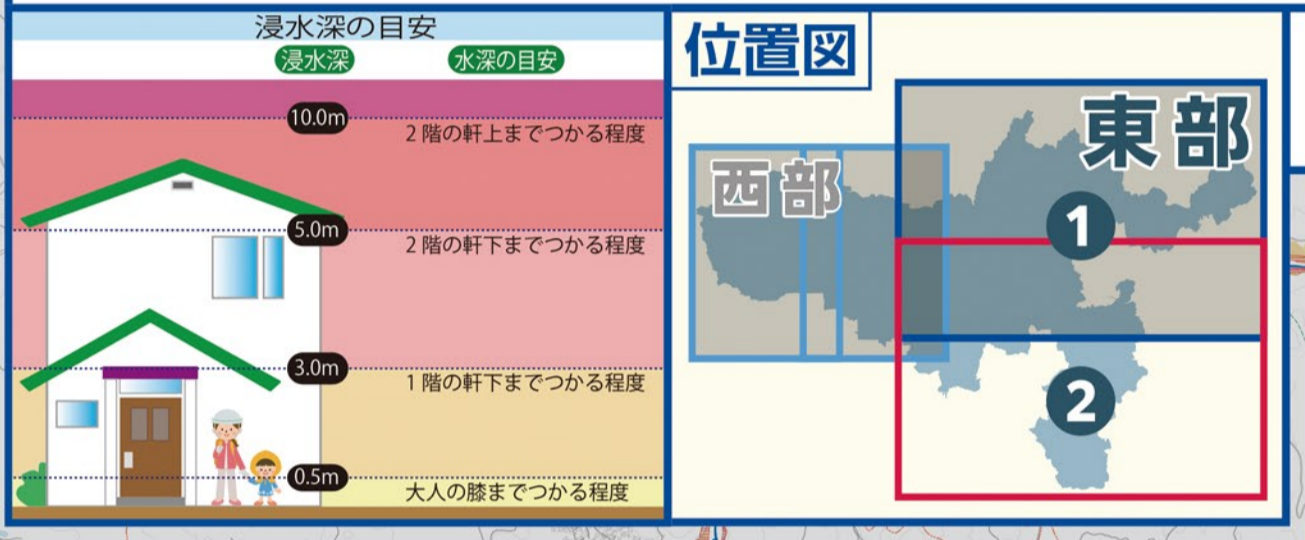 浸水深の目安
浸水深 水深の目安
10.0m
2階の軒上までつかる程度
5.0m
2階の軒下までつかる程度
3.0m
1階の軒下までつかる程度
0.5m
大人の膝までつかる程度
位置図
西部
東部
1
2